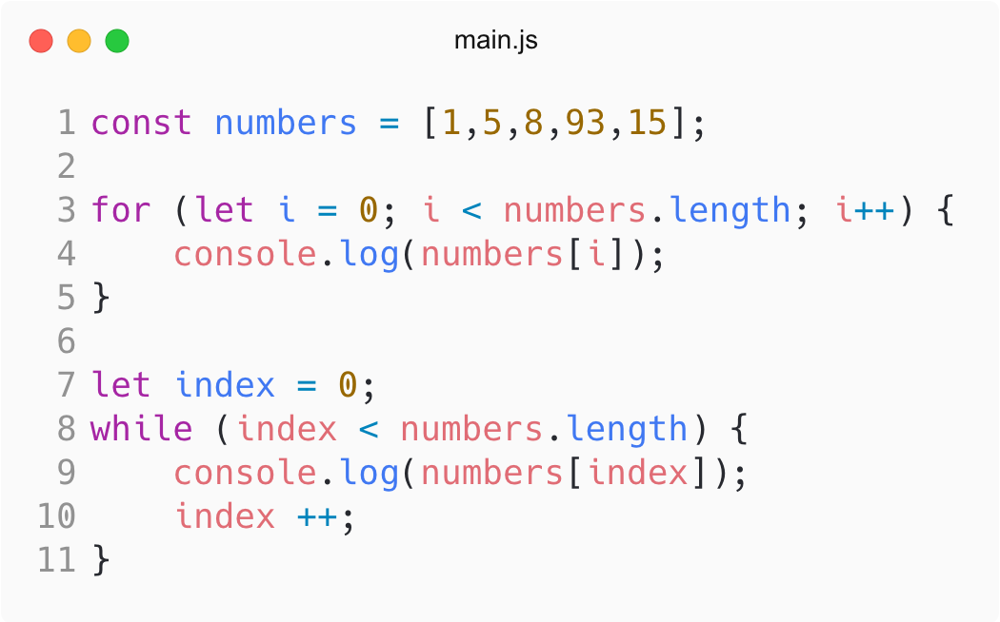 main.js
1 const numbers = [1,5,8,93,15];
2
3 for (let i = 0; i < numbers.length; i++) {
4     console.log(numbers[i]);
5 }
6
7 let index = 0;
8 while (index < numbers.length) {
9     console.log(numbers[index]);
10     index ++;
11 }